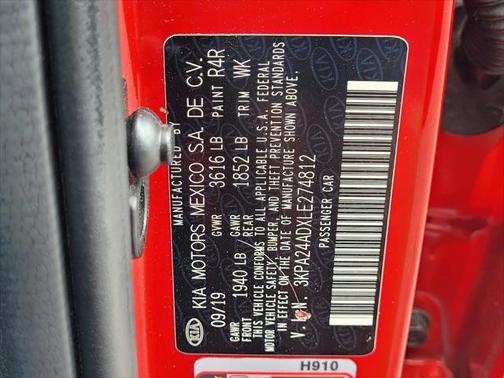 MANUFACTURED BY
KIA KIA MOTORS MEXICO S.A. DE C.V.
09/19 GVWR 3616 LB PAINT R4R
GAWR FRONT 1940 LB / GAWR REAR 1852 LB TRIM WK
THIS VEHICLE CONFORMS TO ALL APPLICABLE U.S.A. FEDERAL
MOTOR VEHICLE SAFETY, BUMPER, AND THEFT PREVENTION STANDARDS
IN EFFECT ON THE DATE OF MANUFACTURE SHOWN ABOVE.
V.I.N. 3KPA24ADXLE274812
PASSENGER CAR
H910